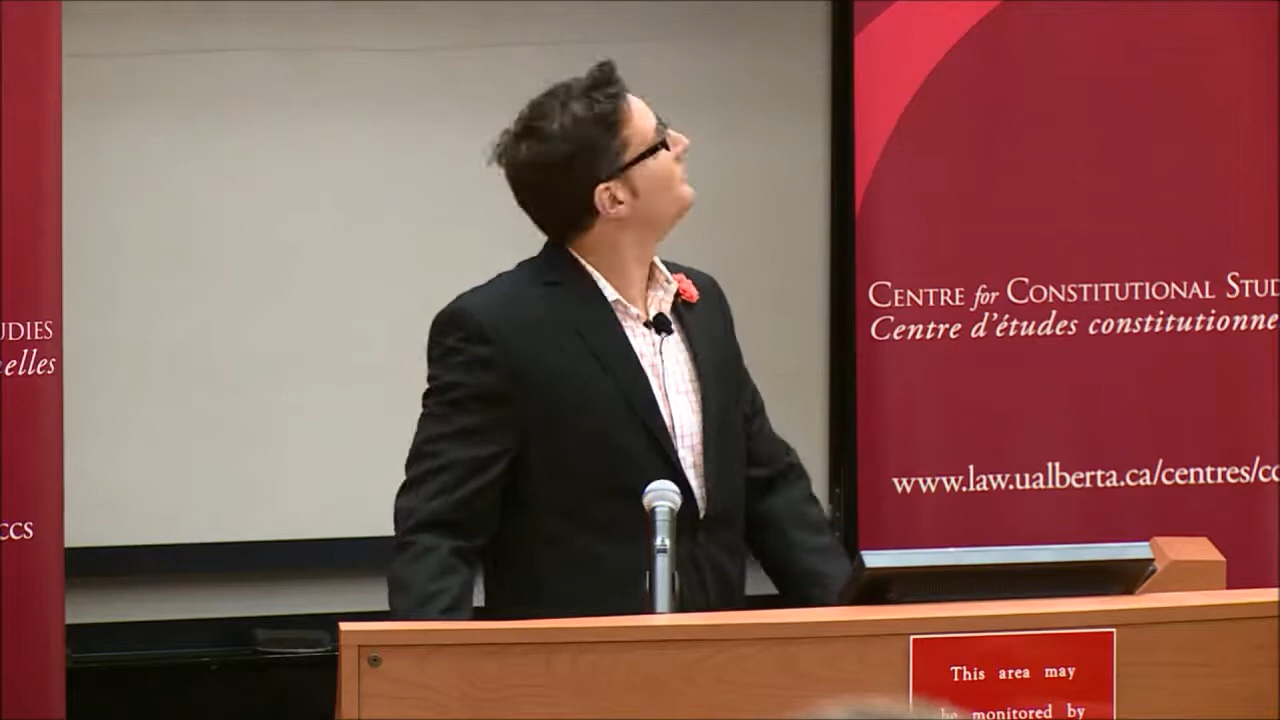 UDIES
elles
ccs
CENTRE for CONSTITUTIONAL STUD
Centre d'études constitutionne
www.law.ualberta.ca/centres/cc
This area may
be monitored by